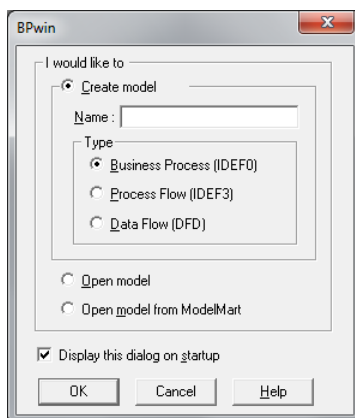 BPwin
I would like to
Create model
Name :
Type
Business Process (IDEF0)
Process Flow (IDEF3)
Data Flow (DFD)
Open model
Open model from ModelMart
Display this dialog on startup
OK Cancel Help